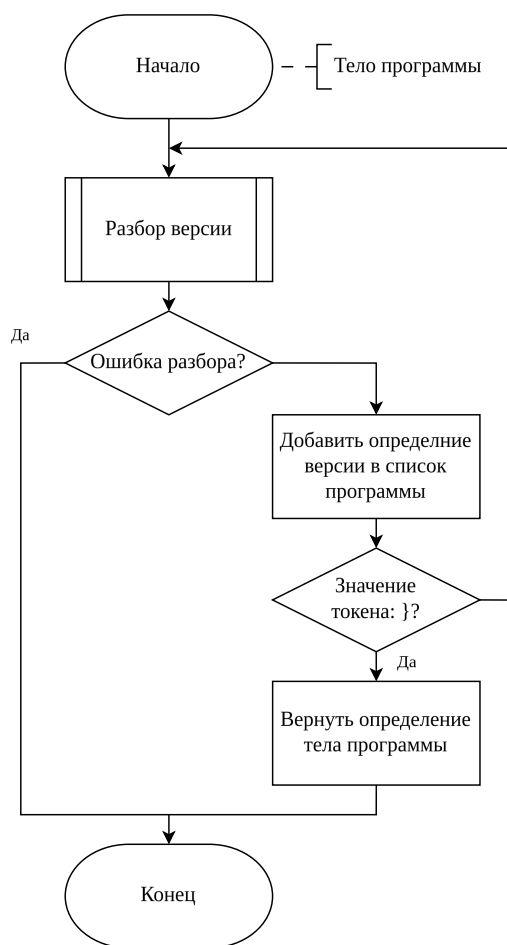 Начало
Тело программы
Разбор версии
Да
Ошибка разбора?
Добавить определние
версии в список
программы
Значение
токена: }?
Да
Вернуть определение
тела программы
Конец